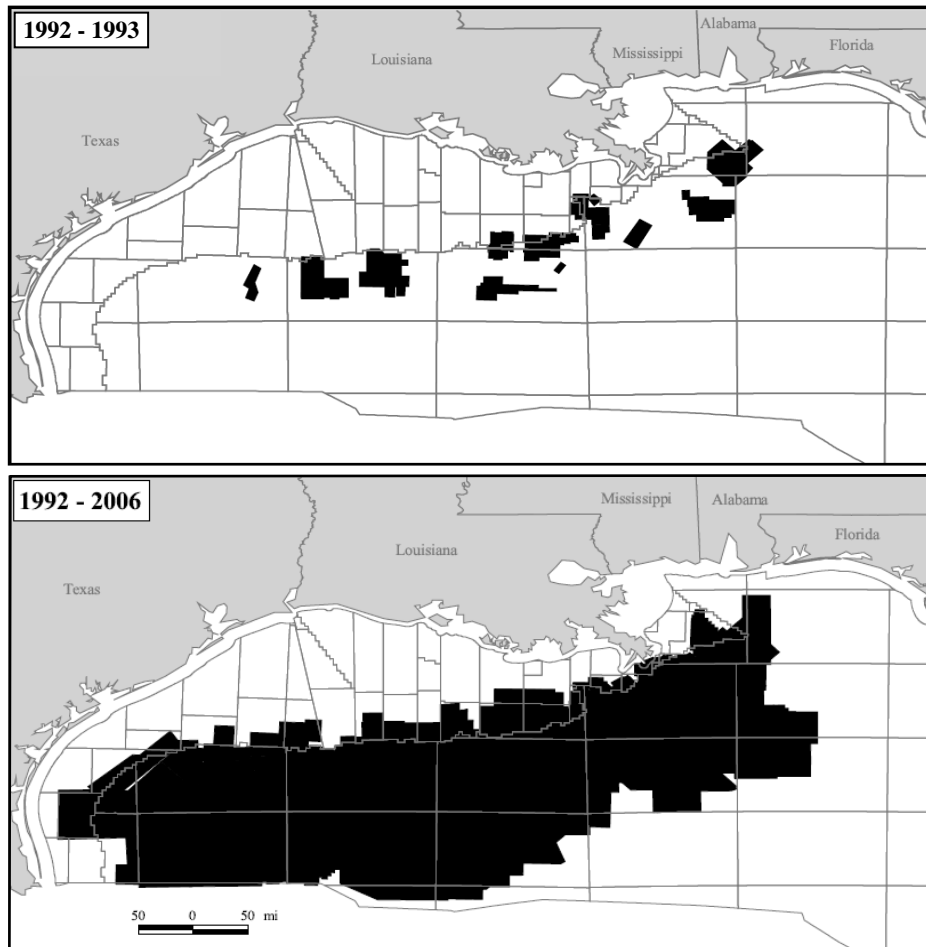 1992 - 1993
Alabama
Mississippi
Florida
Louisiana
Texas
1992 - 2006
Mississippi
Alabama
Florida
Louisiana
Texas
50 0 50 mi